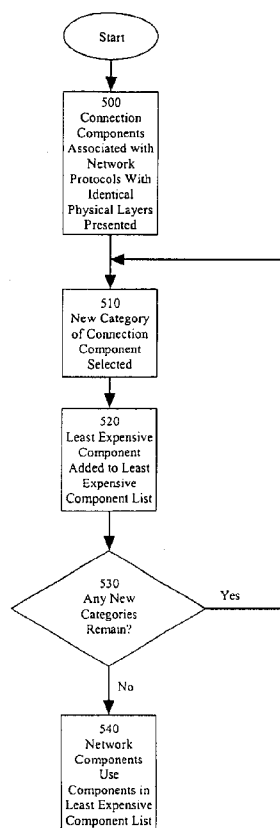 Start
500
Connection
Components
Associated with
Network
Protocols With
Identical
Physical Layers
Presented
510
New Category
of Connection
Component
Selected
520
Least Expensive
Component
Added to Least
Expensive
Component List
530
Any New
Categories
Remain?
Yes
No
540
Network
Components
Use
Components in
Least Expensive
Component List